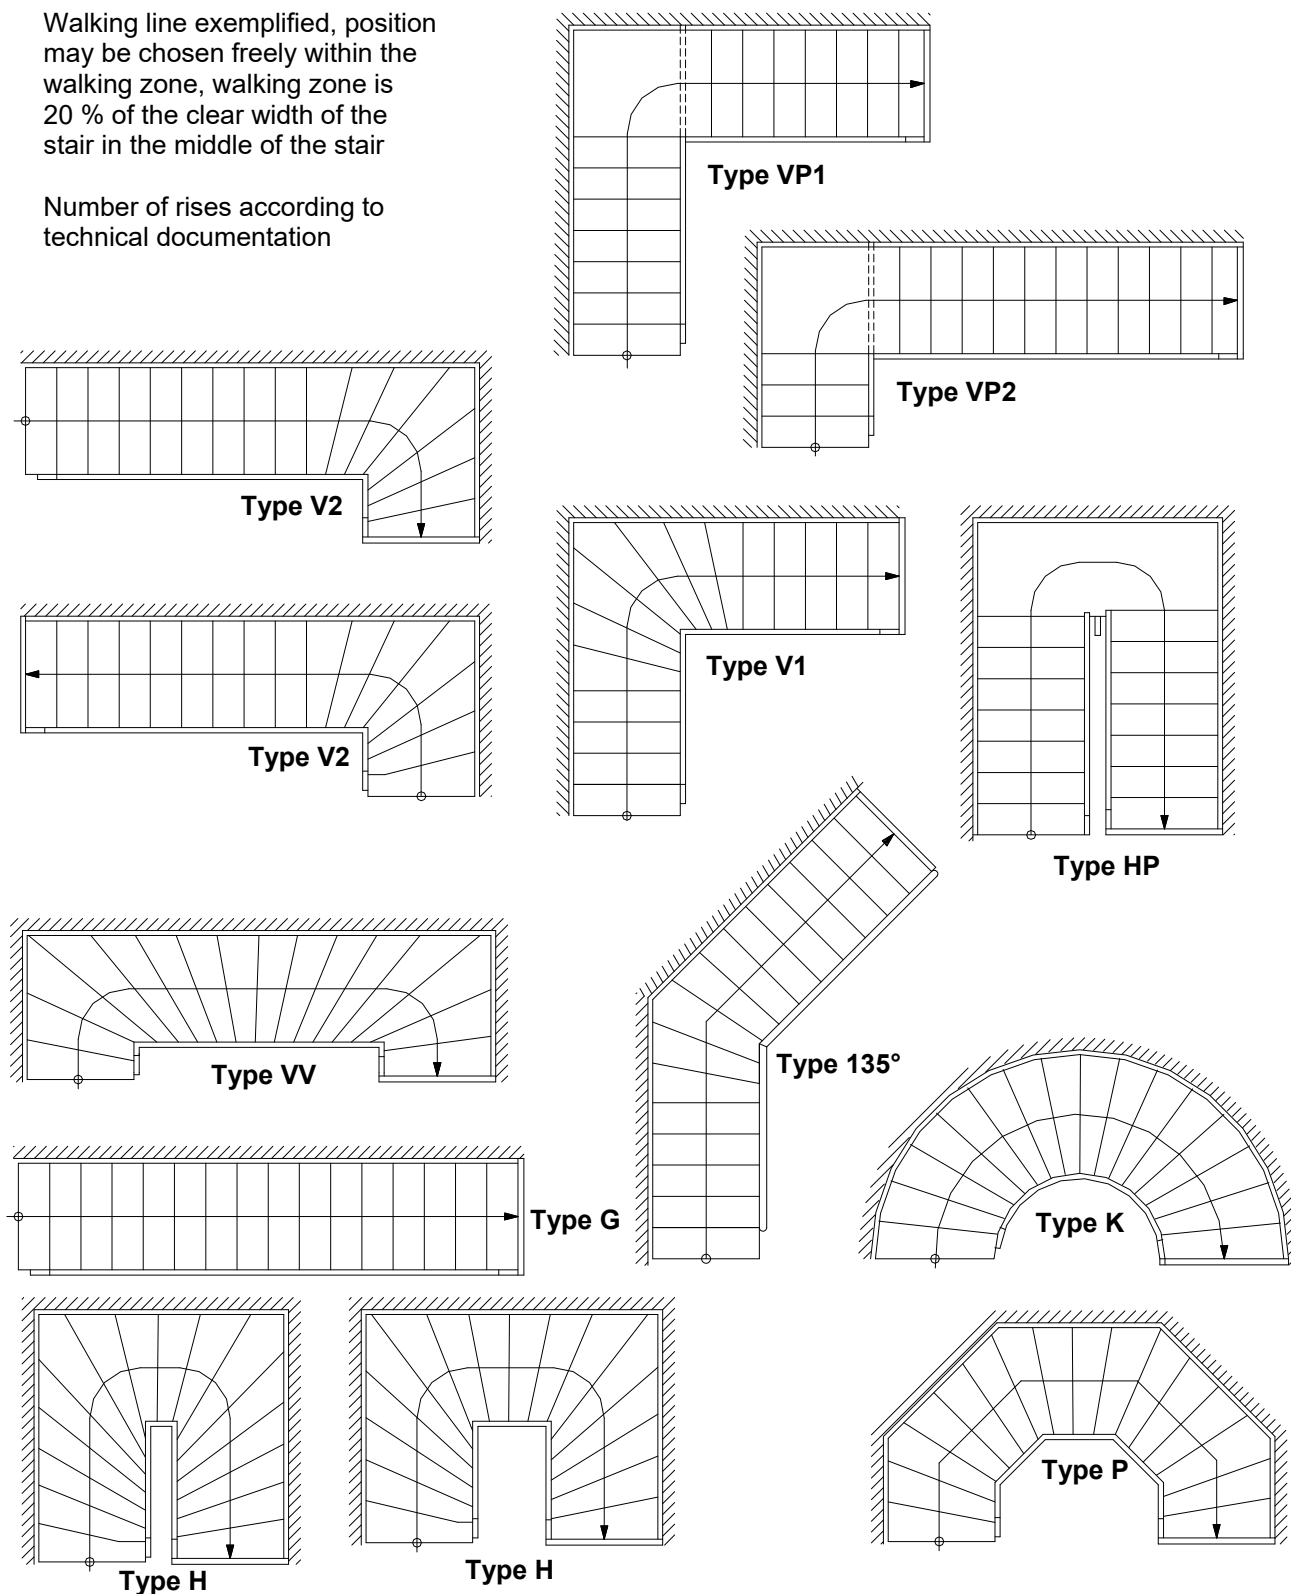 Walking line exemplified, position
may be chosen freely within the
walking zone, walking zone is
20 % of the clear width of the
stair in the middle of the stair
Number of rises according to
technical documentation
Type VP1
Type VP2
Type V2
Type V1
Type V2
Type HP
Type VV
Type 135°
Type G
Type K
Type P
Type H
Type H